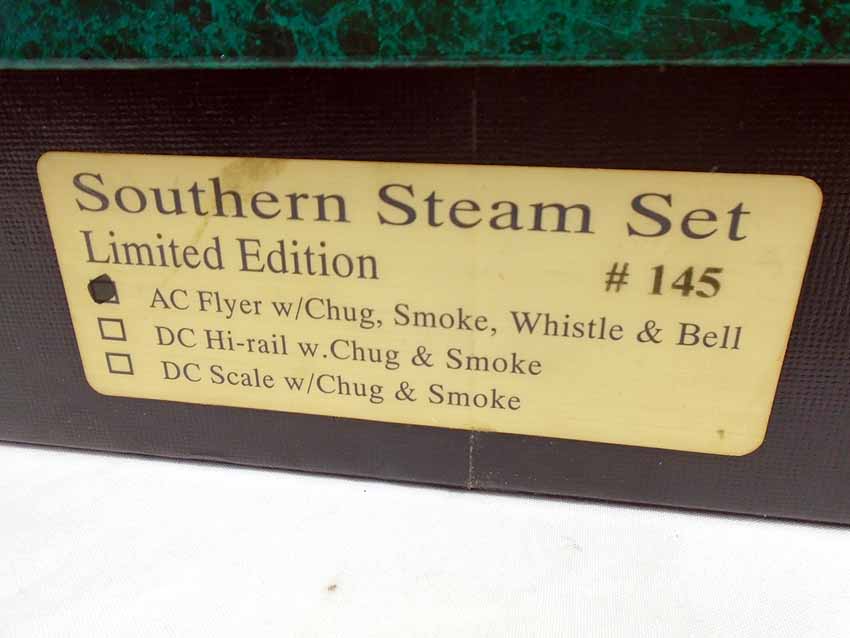 Southern Steam Set
Limited Edition
# 145
AC Flyer w/Chug, Smoke, Whistle & Bell
DC Hi-rail w.Chug & Smoke
DC Scale w/Chug & Smoke